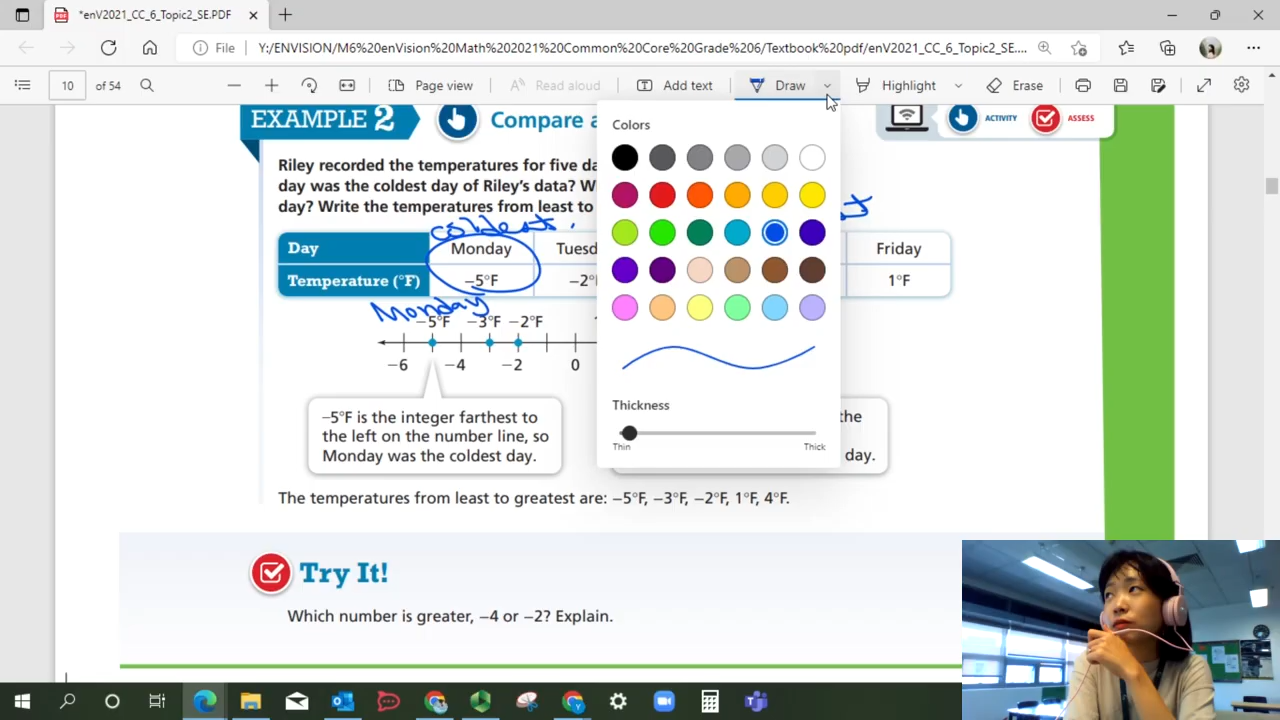 *enV2021_CC_6_Topic2_SE.PDF
File Y:/ENVISION/M6%20enVision%20Math%202021%20Common%20Core%20Grade%206/Textbook%20pdf/enV2021_CC_6_Topic2_SE....
10 of 54 Page view Read aloud Add text Draw Highlight Erase
EXAMPLE 2 Compare a
ACTIVITY ASSESS
Colors
Riley recorded the temperatures for five da
day was the coldest day of Riley's data? W
day? Write the temperatures from least to
coldest
Day Monday Tuesd Friday
Temperature (°F) −5°F −2° 1°F
Monday
−5°F −3°F −2°F
−6 −4 −2 0
Thickness
Thin Thick
−5°F is the integer farthest to
the left on the number line, so
Monday was the coldest day.
the
day.
The temperatures from least to greatest are: −5°F, −3°F, −2°F, 1°F, 4°F.
Try It!
Which number is greater, −4 or −2? Explain.